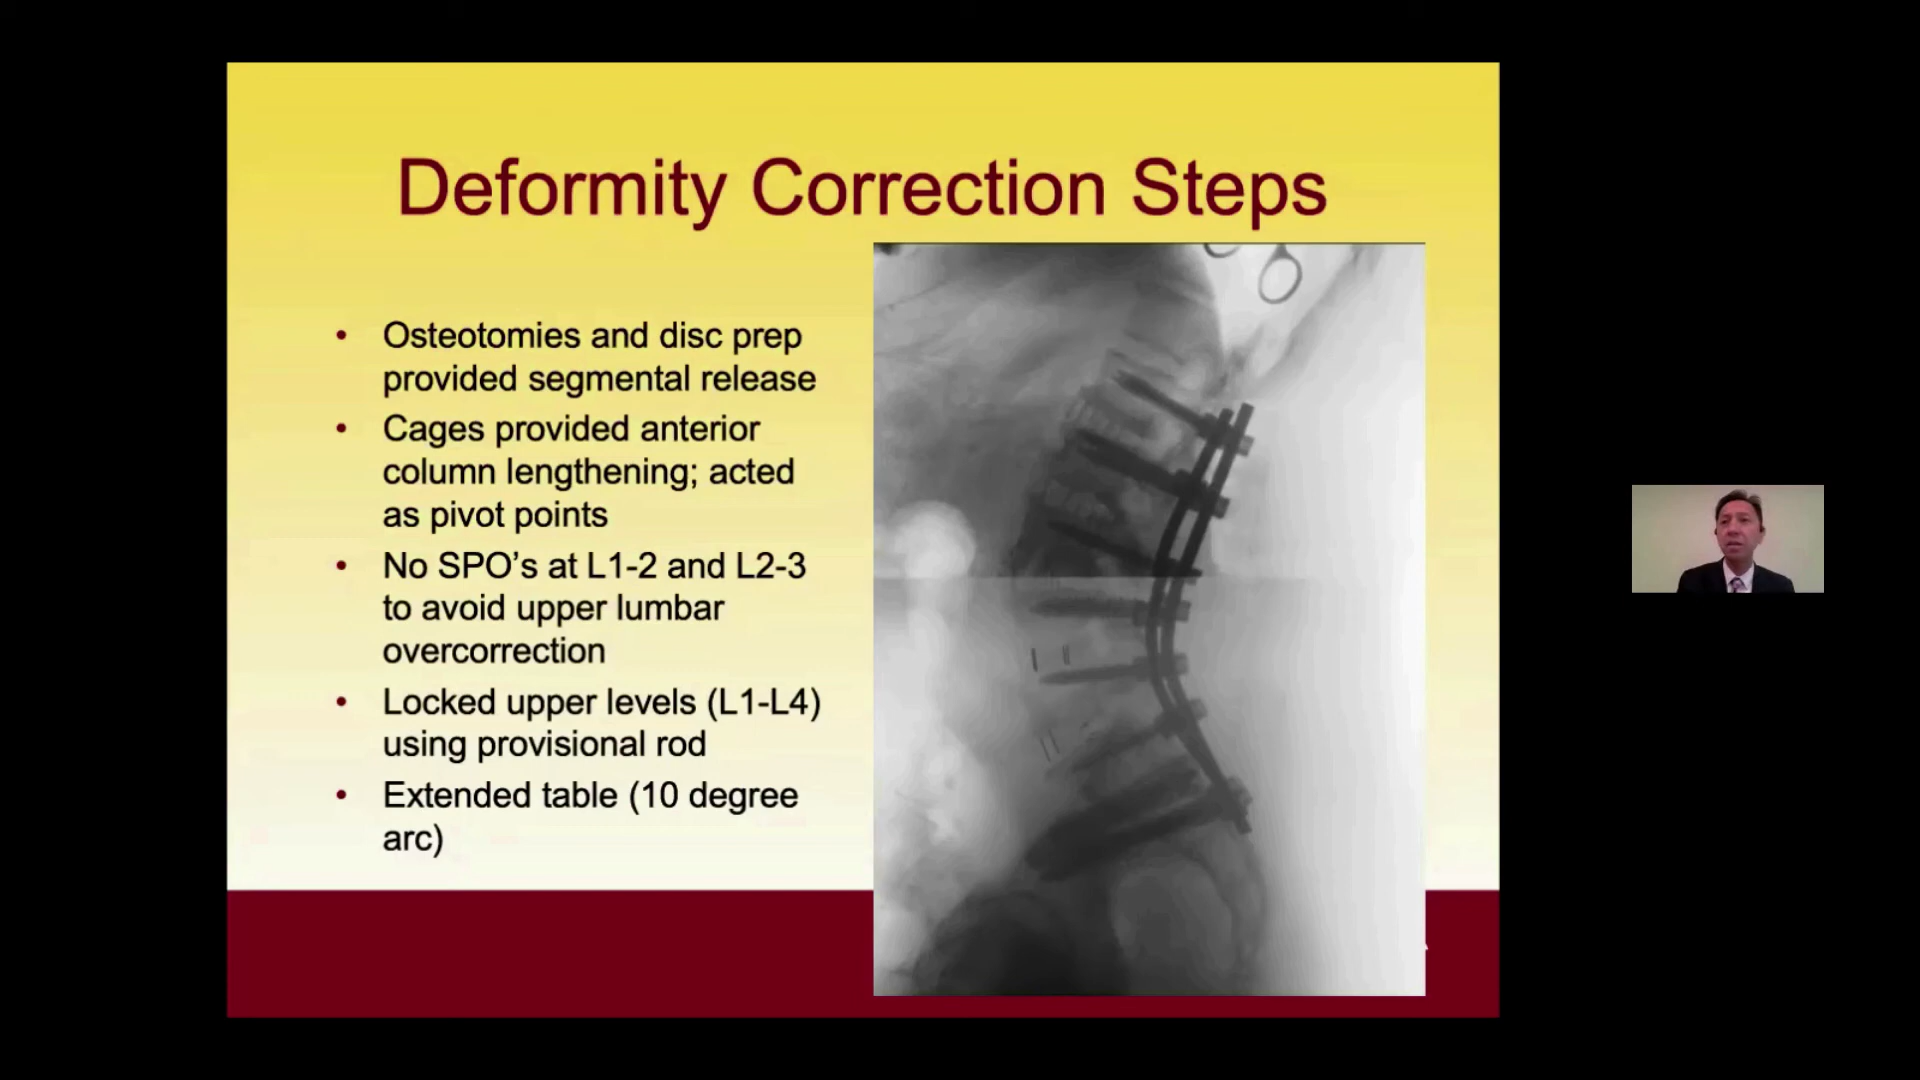 Deformity Correction Steps
• Osteotomies and disc prep
provided segmental release
• Cages provided anterior
column lengthening; acted
as pivot points
• No SPO’s at L1-2 and L2-3
to avoid upper lumbar
overcorrection
• Locked upper levels (L1-L4)
using provisional rod
• Extended table (10 degree
arc)